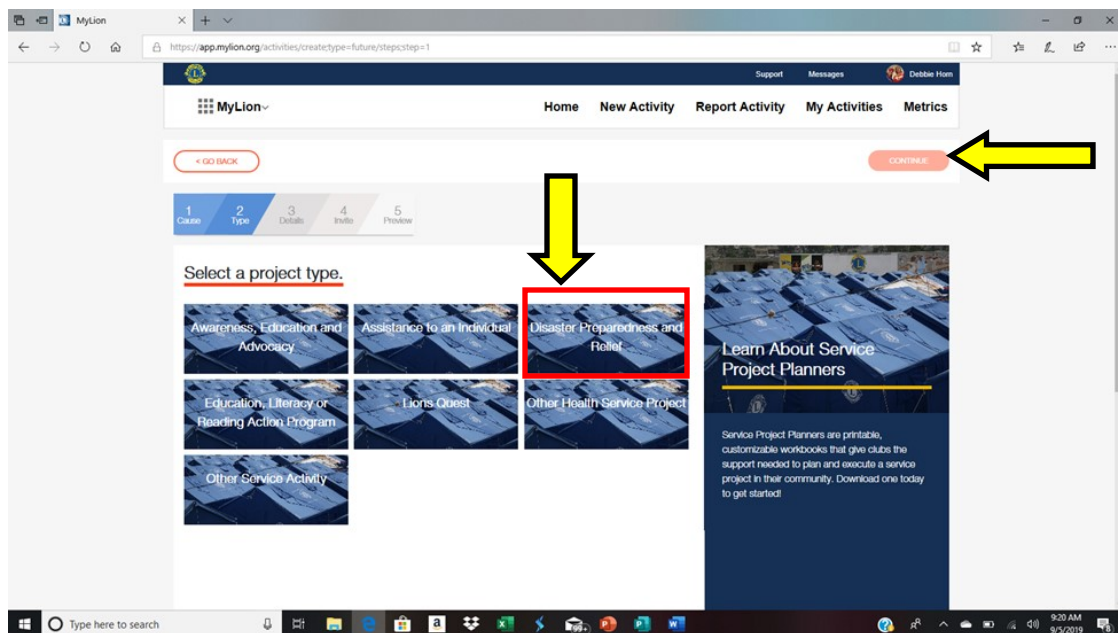 MyLion
https://app.mylion.org/activities/create;type=future/steps;step=1
Support
Messages
Debbie Horn
MyLion
Home
New Activity
Report Activity
My Activities
Metrics
< GO BACK
CONTINUE
1
Cause
2
Type
3
Details
4
Invite
5
Preview
Select a project type.
Awareness, Education and
Advocacy
Assistance to an Individual
Disaster Preparedness and
Relief
Education, Literacy or
Reading Action Program
Lions Quest
Other Health Service Project
Other Service Activity
Learn About Service
Project Planners
Service Project Planners are printable,
customizable workbooks that give clubs the
support needed to plan and execute a service
project in their community. Download one today
to get started!
Type here to search
99+
9:20 AM
9/5/2019